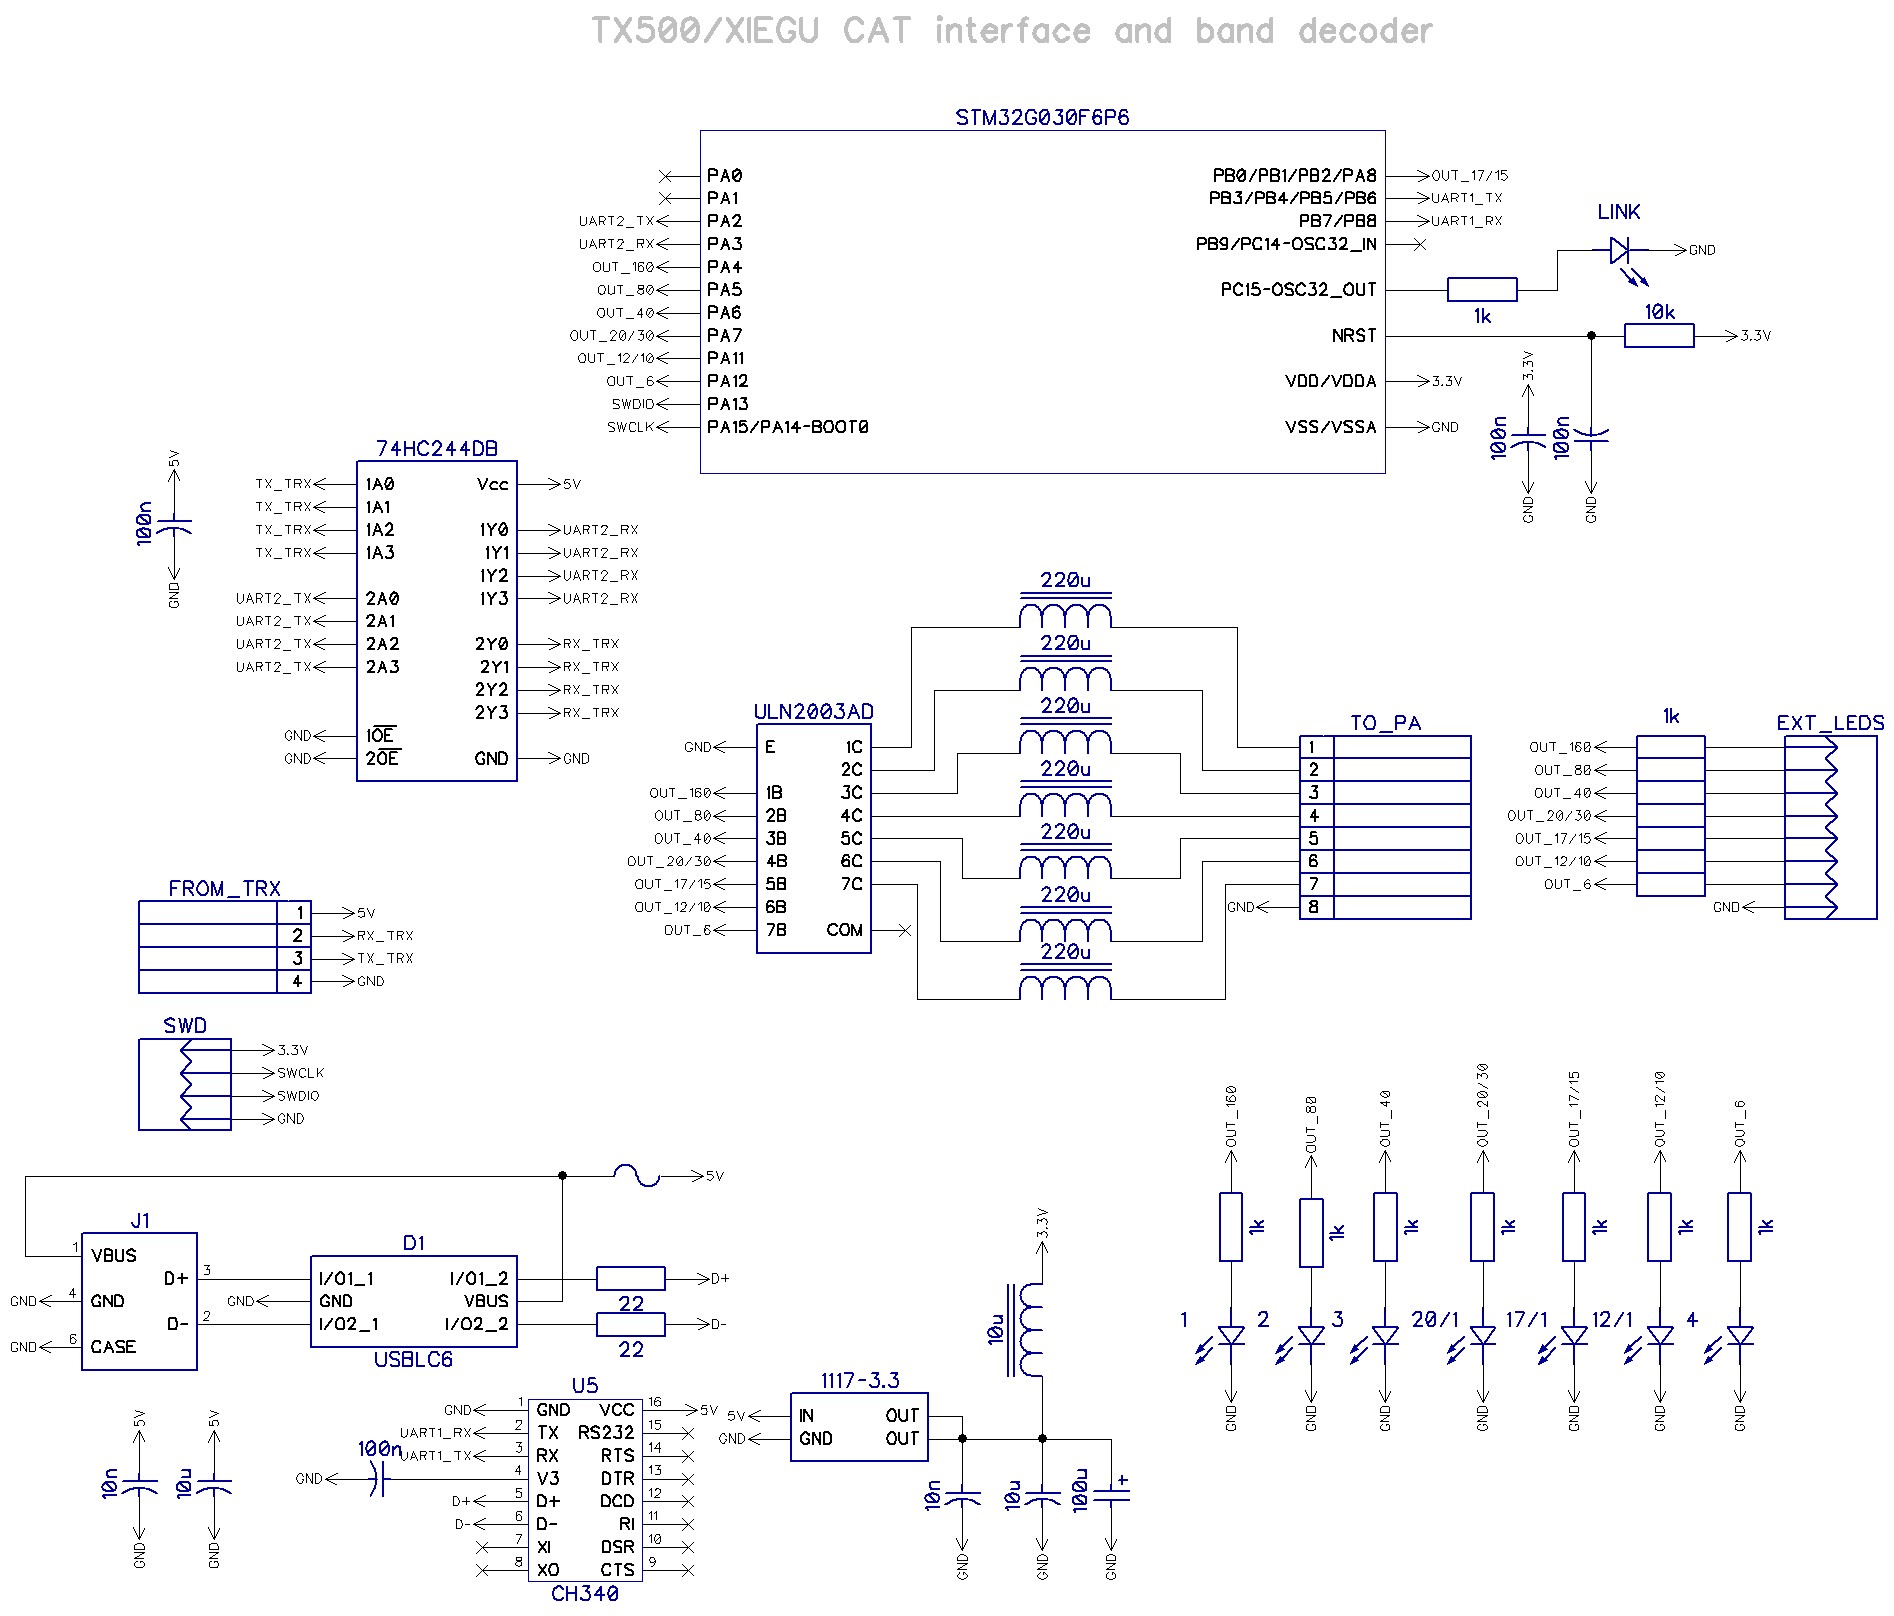 TX500/XIEGU CAT interface and band decoder
STM32G030F6P6
PA0
PA1
UART2_TX PA2
UART2_RX PA3
OUT_160 PA4
OUT_80 PA5
OUT_40 PA6
OUT_20/30 PA7
OUT_12/10 PA11
OUT_6 PA12
SWDIO PA13
SWCLK PA15/PA14-BOOT0
PB0/PB1/PB2/PA8 OUT_17/15
PB3/PB4/PB5/PB6 UART1_TX
PB7/PB8 UART1_RX
PB9/PC14-OSC32_IN
PC15-OSC32_OUT
NRST
VDD/VDDA 3.3V
VSS/VSSA GND
LINK
GND
1k
10k
3.3V
3.3V
100n
GND
100n
GND
5V
100n
GND
74HC244DB
TX_TRX 1A0
TX_TRX 1A1
TX_TRX 1A2
TX_TRX 1A3
UART2_TX 2A0
UART2_TX 2A1
UART2_TX 2A2
UART2_TX 2A3
GND 1OE
GND 2OE
Vcc 5V
1Y0 UART2_RX
1Y1 UART2_RX
1Y2 UART2_RX
1Y3 UART2_RX
2Y0 RX_TRX
2Y1 RX_TRX
2Y2 RX_TRX
2Y3 RX_TRX
GND GND
ULN2003AD
GND E
OUT_160 1B
OUT_80 2B
OUT_40 3B
OUT_20/30 4B
OUT_17/15 5B
OUT_12/10 6B
OUT_6 7B
1C
2C
3C
4C
5C
6C
7C
COM
220u
220u
220u
220u
220u
220u
220u
TO_PA
1
2
3
4
5
6
7
GND 8
1k
EXT_LEDS
OUT_160
OUT_80
OUT_40
OUT_20/30
OUT_17/15
OUT_12/10
OUT_6
GND
FROM_TRX
1 5V
2 RX_TRX
3 TX_TRX
4 GND
SWD
3.3V
SWCLK
SWDIO
GND
5V
J1
1 VBUS
GND 4 GND
GND 6 CASE
D+ 3
D- 2
D1
I/O1_1
GND GND
I/O2_1
I/O1_2
VBUS
I/O2_2
USBLC6
22
D+
22
D-
5V
10n
GND
5V
10u
GND
U5
GND 1 GND
UART1_RX 2 TX
UART1_TX 3 RX
GND 100n 4 V3
D+ 5 D+
D- 6 D-
7 XI
8 XO
VCC 16 5V
RS232 15
RTS 14
DTR 13
DCD 12
RI 11
DSR 10
CTS 9
CH340
1117-3.3
5V IN
GND GND
OUT
OUT
3.3V
10u
10n
GND
10u
GND
100u
+
GND
OUT_160
1k
1
GND
OUT_80
1k
2
GND
OUT_40
1k
3
GND
OUT_20/30
1k
20/1
GND
OUT_17/15
1k
17/1
GND
OUT_12/10
1k
12/1
GND
OUT_6
1k
4
GND